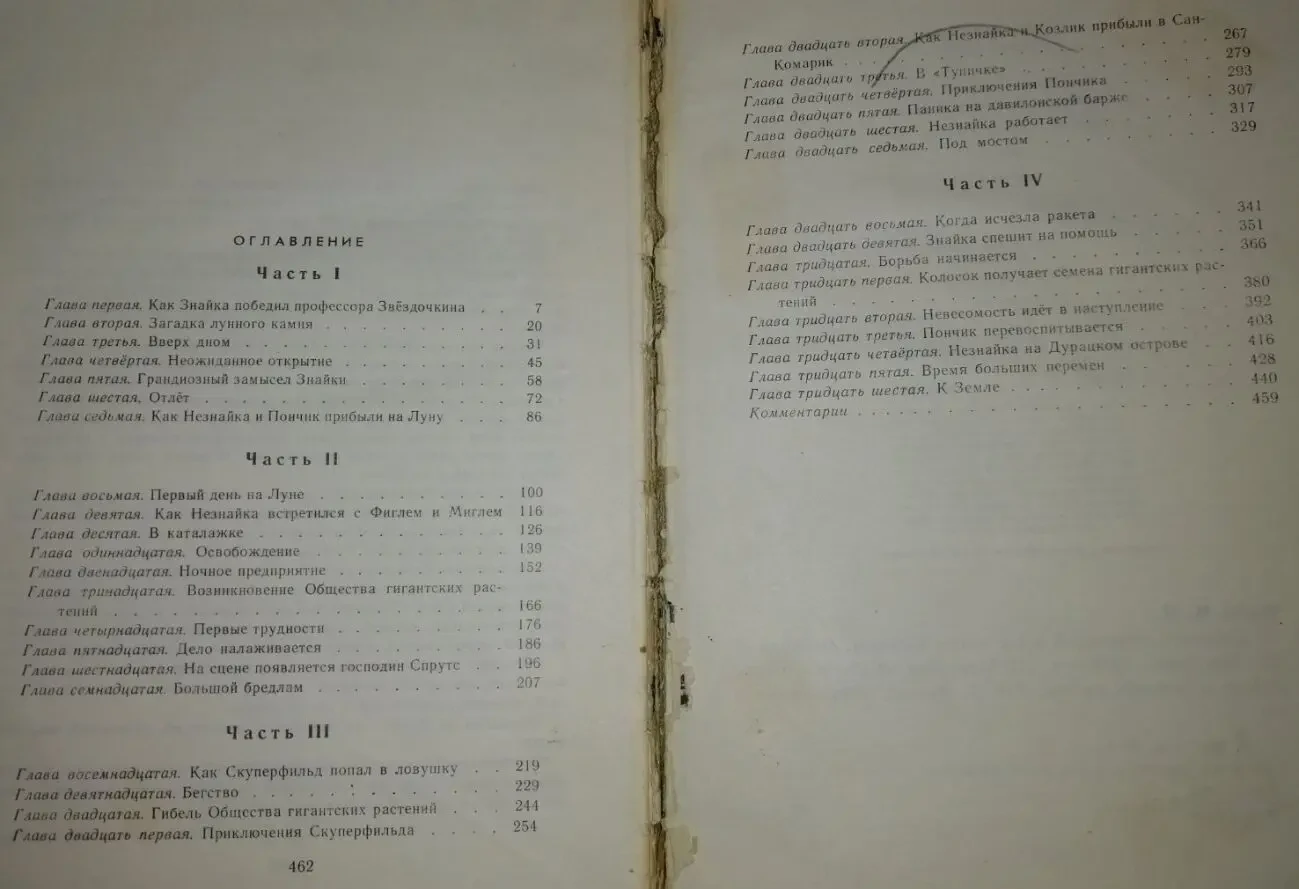 ОГЛАВЛЕНИЕ
Часть I
Глава первая. Как Знайка победил профессора Звёздочкина . . 7
Глава вторая. Загадка лунного камня . . . . . . . . . . 20
Глава третья. Вверх дном . . . . . . . . . . . . . 31
Глава четвёртая. Неожиданное открытие . . . . . . . . . 45
Глава пятая. Грандиозный замысел Знайки . . . . . . . . 58
Глава шестая. Отлёт . . . . . . . . . . . . . . . 72
Глава седьмая. Как Незнайка и Пончик прибыли на Луну . . . 86
Часть II
Глава восьмая. Первый день на Луне . . . . . . . . . . 100
Глава девятая. Как Незнайка встретился с Фиглем и Миглем 116
Глава десятая. В каталажке . . . . . . . . . . . . . 126
Глава одиннадцатая. Освобождение . . . . . . . . . . 139
Глава двенадцатая. Ночное предприятие . . . . . . . . . 152
Глава тринадцатая. Возникновение Общества гигантских рас-
тений . . . . . . . . . . . . . . . . . . 166
Глава четырнадцатая. Первые трудности . . . . . . . . . 176
Глава пятнадцатая. Дело налаживается . . . . . . . . . 186
Глава шестнадцатая. На сцене появляется господин Спрутс . . 196
Глава семнадцатая. Большой бредлам . . . . . . . . . . 207
Часть III
Глава восемнадцатая. Как Скуперфильд попал в ловушку . . 219
Глава девятнадцатая. Бегство . . . . . . . . . . . . 229
Глава двадцатая. Гибель Общества гигантских растений . . . 244
Глава двадцать первая. Приключения Скуперфильда . . . . 254
462
Глава двадцать вторая. Как Незнайка и Козлик прибыли в Сан-
Комарик . . . . . . . . . . . . . . . . . 267
Глава двадцать третья. В «Тупичке» . . . . . . . . . . 279
Глава двадцать четвёртая. Приключения Пончика . . . . . 293
Глава двадцать пятая. Паника на давилонской барже . . . . 307
Глава двадцать шестая. Незнайка работает . . . . . . . 317
Глава двадцать седьмая. Под мостом . . . . . . . . . 329
Часть IV
Глава двадцать восьмая. Когда исчезла ракета . . . . . . 341
Глава двадцать девятая. Знайка спешит на помощь . . . . . 351
Глава тридцатая. Борьба начинается . . . . . . . . . . 366
Глава тридцать первая. Колосок получает семена гигантских рас-
тений . . . . . . . . . . . . . . . . . . 380
Глава тридцать вторая. Невесомость идёт в наступление . . . 392
Глава тридцать третья. Пончик перевоспитывается . . . . . 403
Глава тридцать четвёртая. Незнайка на Дурацком острове . . 416
Глава тридцать пятая. Время больших перемен . . . . . . 428
Глава тридцать шестая. К Земле . . . . . . . . . . . 440
Комментарии . . . . . . . . . . . . . . . . . 459